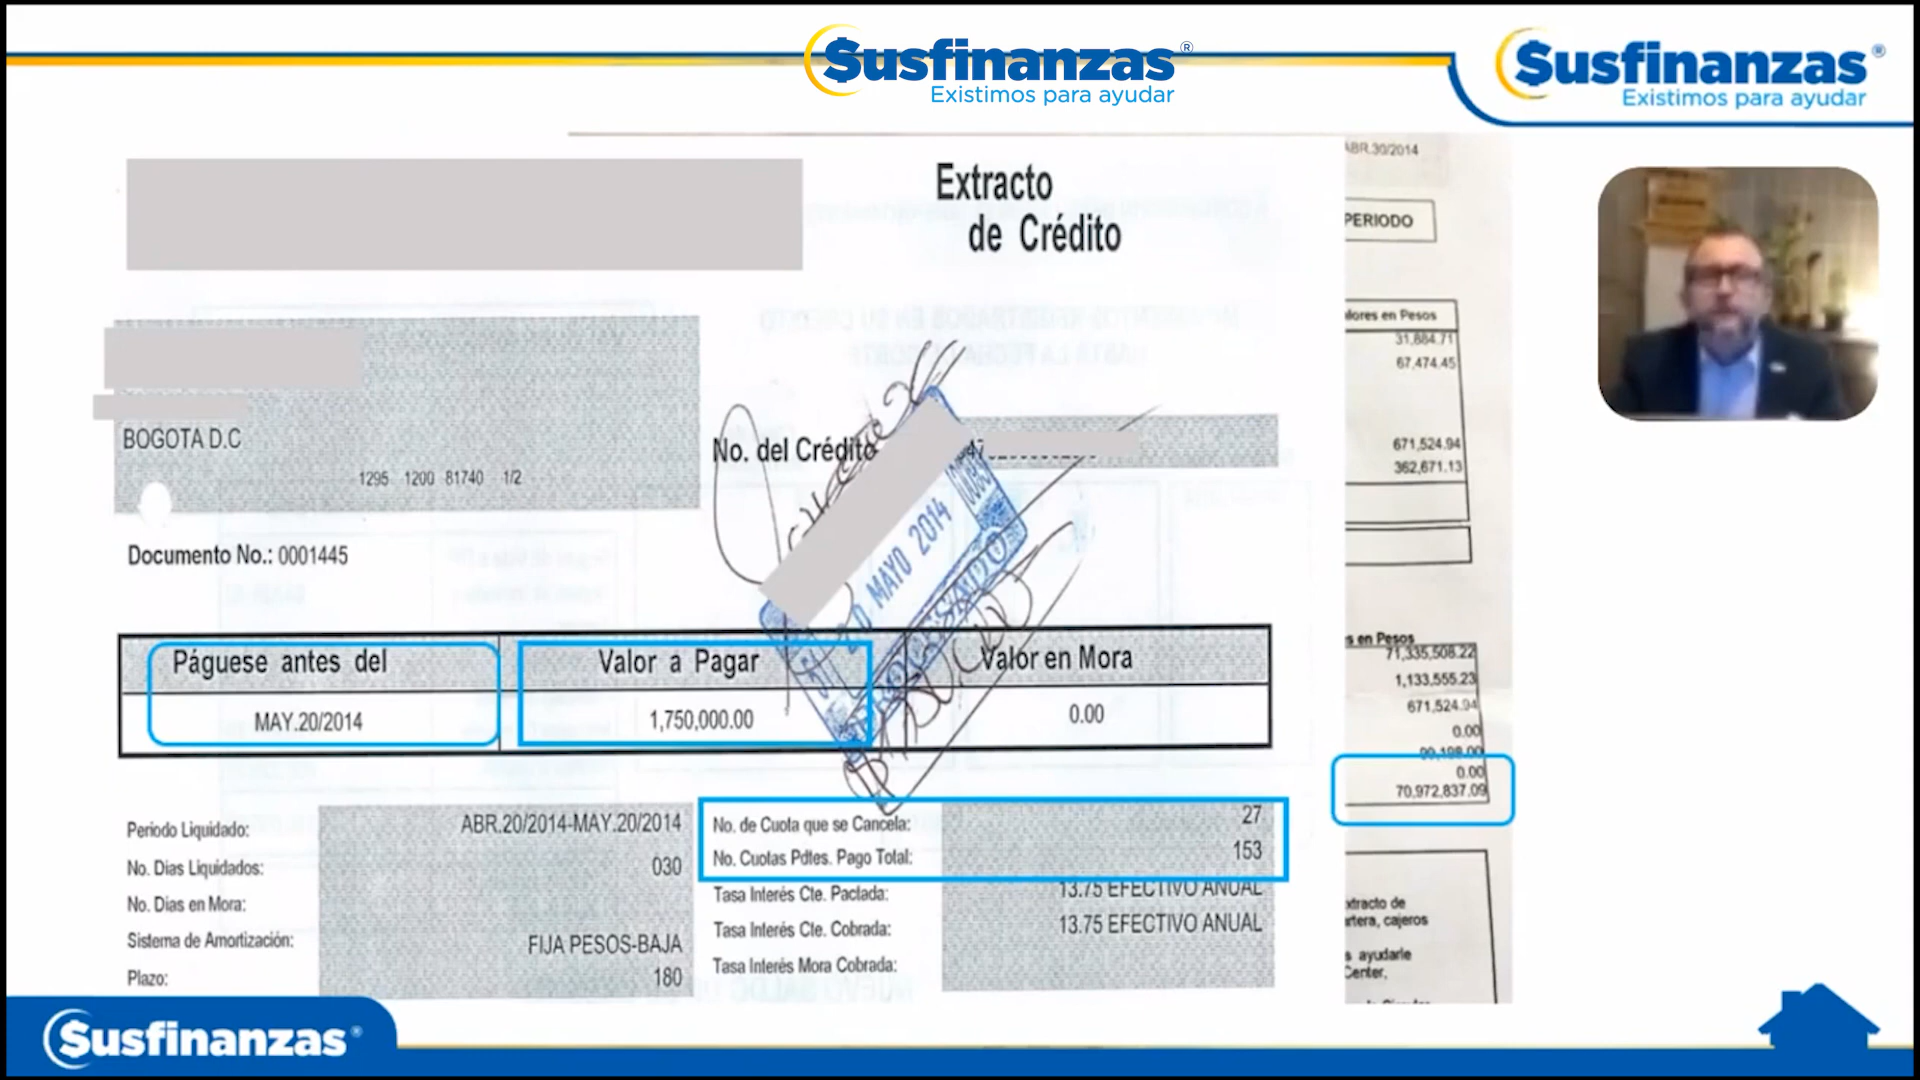 $usfinanzas®
Existimos para ayudar
$usfinanzas®
Existimos para ayudar
Extracto
de Crédito
ABR.30/2014
PERIODO
BOGOTA D.C
1295 1200 81740 1/2
No. del Crédito
Documento No.: 0001445
MAYO 2014
Páguese antes del
Valor a Pagar
Valor en Mora
MAY.20/2014
1,750,000.00
0.00
Periodo Liquidado:
ABR.20/2014-MAY.20/2014
No. Dias Liquidados:
030
No. Días en Mora:
Sistema de Amortización:
FIJA PESOS-BAJA
Plazo:
180
No. de Cuota que se Cancela:
27
No. Cuotas Pdtes. Pago Total:
153
Tasa Interés Cte. Pactada:
13.75 EFECTIVO ANUAL
Tasa Interés Cte. Cobrada:
13.75 EFECTIVO ANUAL
Tasa Interés Mora Cobrada:
lores en Pesos
31,884.71
67,474.45
671,524.94
362,671.13
s en Pesos
71,335,508.22
1,133,555.23
671,524.94
0.00
99,198.00
0.00
70,972,837.09
xtracto de
rtera, cajeros
s ayudarle
Center,
$usfinanzas®